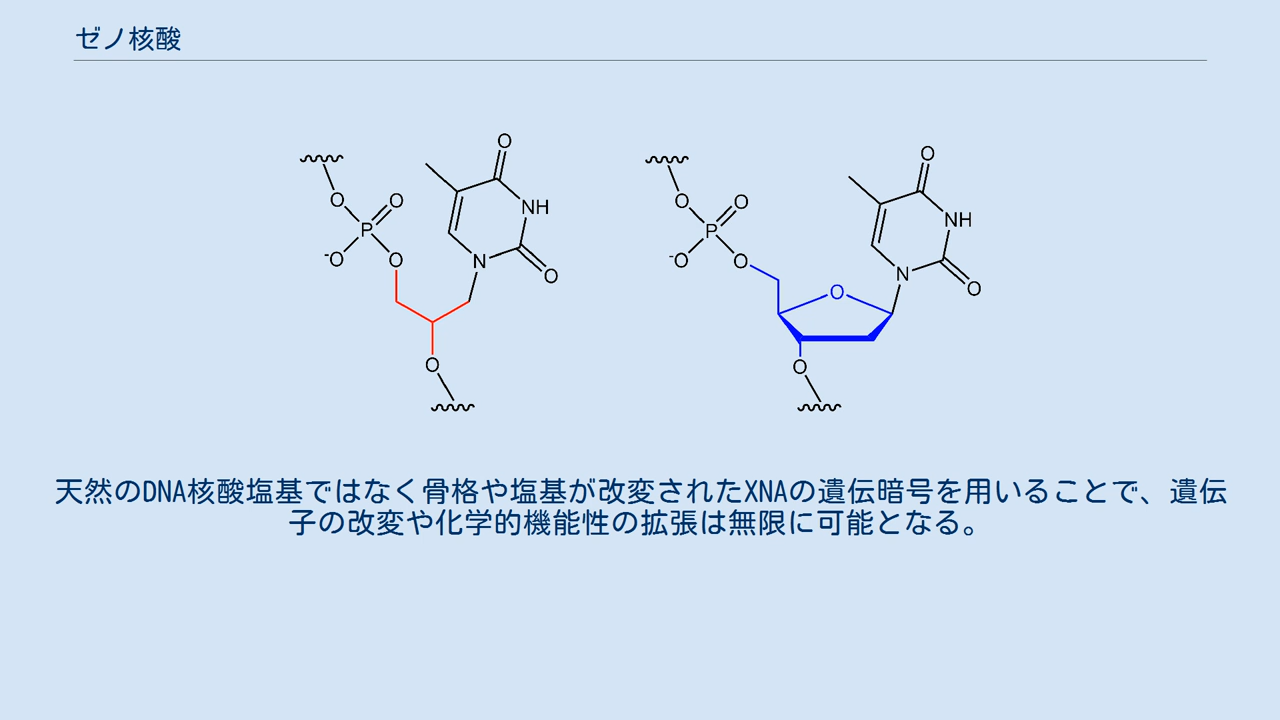 ゼノ核酸
O
O
O
O
P
NH
O
P
NH
-O
O
N
O
-O
O
N
O
O
O
O
天然のDNA核酸塩基ではなく骨格や塩基が改変されたXNAの遺伝暗号を用いることで、遺伝
子の改変や化学的機能性の拡張は無限に可能となる。